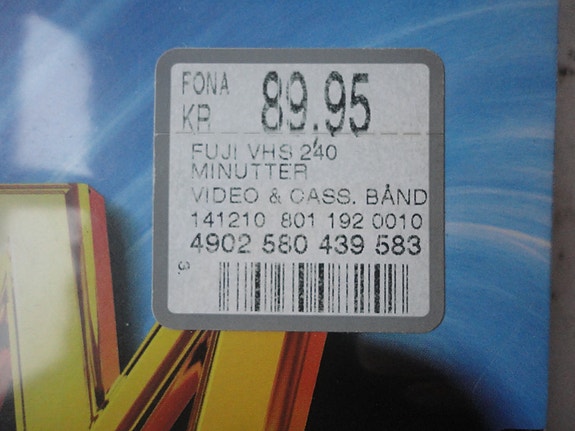 FONA
KR 89.95
FUJI VHS 240
MINUTTER
VIDEO & CASS. BÅND
141210 801 192 0010
4902 580 439 583
3.